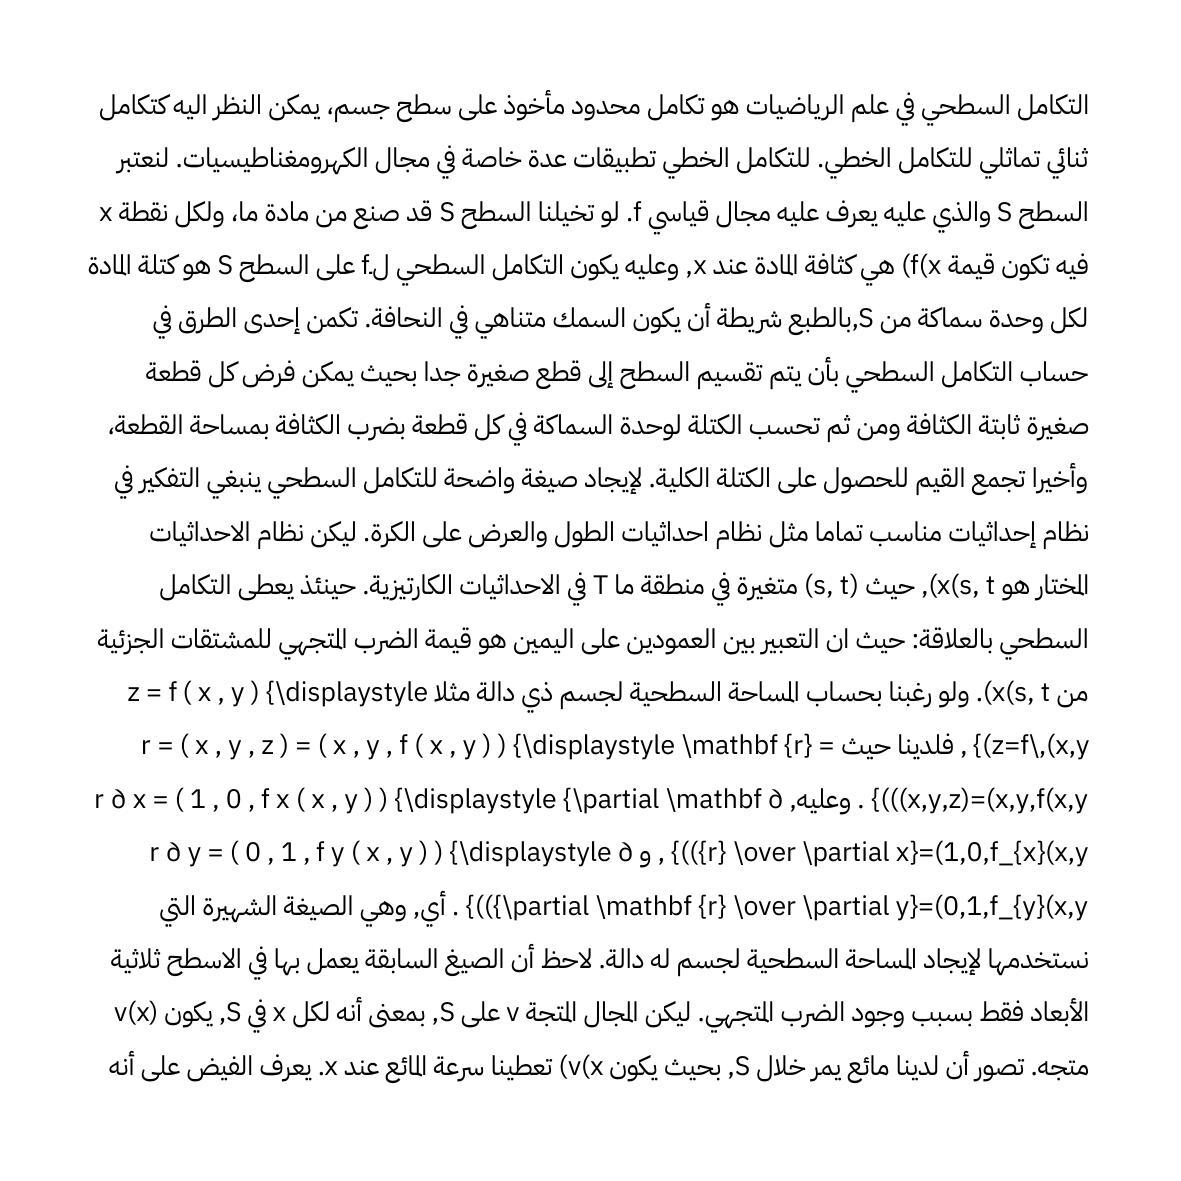 التكامل السطحي في علم الرياضيات هو تكامل محدود مأخوذ على سطح جسم، يمكن النظر اليه كتكامل
ثنائي تماثلي للتكامل الخطي. للتكامل الخطي تطبيقات عدة خاصة في مجال الكهرومغناطيسيات. لنعتبر
السطح S والذي عليه يعرف عليه مجال قياسي f. لو تخيلنا السطح S قد صنع من مادة ما، ولكل نقطة x
فيه تكون قيمة f(x) هي كثافة المادة عند x, وعليه يكون التكامل السطحي لـf على السطح S هو كتلة المادة
لكل وحدة سماكة من S,بالطبع شريطة أن يكون السمك متناهي في النحافة. تكمن إحدى الطرق في
حساب التكامل السطحي بأن يتم تقسيم السطح إلى قطع صغيرة جدا بحيث يمكن فرض كل قطعة
صغيرة ثابتة الكثافة ومن ثم تحسب الكتلة لوحدة السماكة في كل قطعة بضرب الكثافة بمساحة القطعة،
وأخيرا تجمع القيم للحصول على الكتلة الكلية. لإيجاد صيغة واضحة للتكامل السطحي ينبغي التفكير في
نظام إحداثيات مناسب تماما مثل نظام احداثيات الطول والعرض على الكرة. ليكن نظام الاحداثيات
المختار هو x(s, t), حيث (s, t) متغيرة في منطقة ما T في الاحداثيات الكارتيزية. حينئذ يعطى التكامل
السطحي بالعلاقة: حيث ان التعبير بين العمودين على اليمين هو قيمة الضرب المتجهي للمشتقات الجزئية
من x(s, t). ولو رغبنا بحساب المساحة السطحية لجسم ذي دالة مثلا z = f ( x , y ) {\displaystyle
z=f\,(x,y)} , فلدينا حيث r = ( x , y , z ) = ( x , y , f ( x , y ) ) {\displaystyle \mathbf {r} =
(x,y,z)=(x,y,f(x,y))} . وعليه, ∂ r ∂ x = ( 1 , 0 , f x ( x , y ) ) {\displaystyle {\partial \mathbf
{r} \over \partial x}=(1,0,f_{x}(x,y))} , و ∂ r ∂ y = ( 0 , 1 , f y ( x , y ) ) {\displaystyle
{\partial \mathbf {r} \over \partial y}=(0,1,f_{y}(x,y))} . أي, وهي الصيغة الشهيرة التي
نستخدمها لإيجاد المساحة السطحية لجسم له دالة. لاحظ أن الصيغ السابقة يعمل بها في الاسطح ثلاثية
الأبعاد فقط بسبب وجود الضرب المتجهي. ليكن المجال المتجة v على S, بمعنى أنه لكل x في S, يكون v(x)
متجه. تصور أن لدينا مائع يمر خلال S, بحيث يكون v(x) تعطينا سرعة المائع عند x. يعرف الفيض على أنه